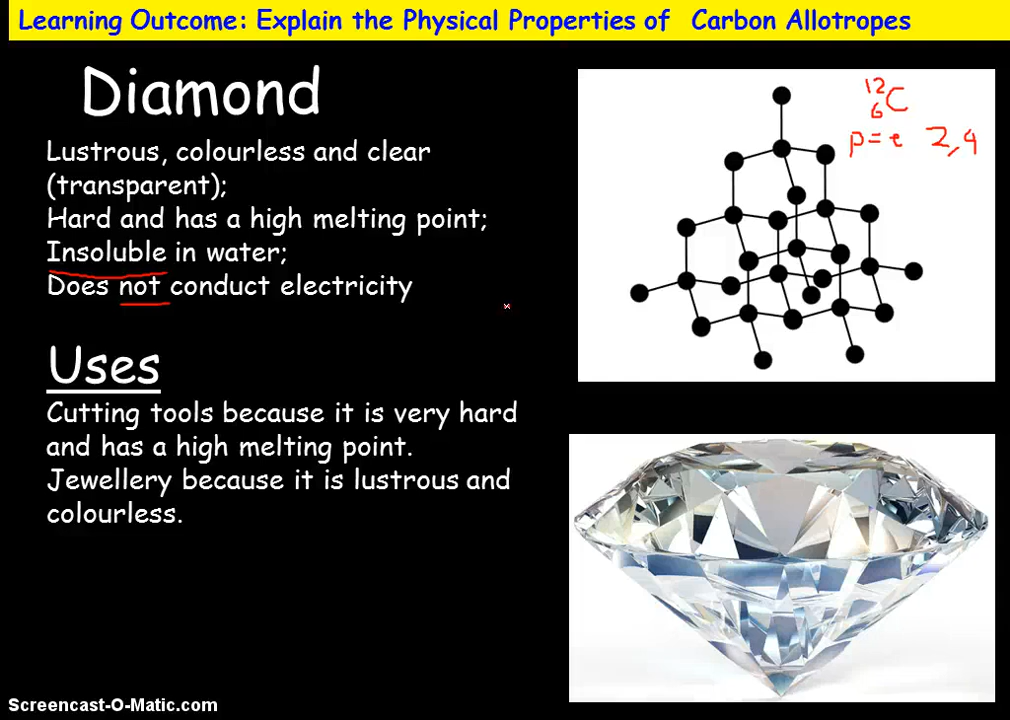 Learning Outcome: Explain the Physical Properties of Carbon Allotropes
Diamond
Lustrous, colourless and clear
(transparent);
Hard and has a high melting point;
Insoluble in water;
Does not conduct electricity
Uses
Cutting tools because it is very hard
and has a high melting point.
Jewellery because it is lustrous and
colourless.
12
6 C
p=e 2,4
Screencast-O-Matic.com